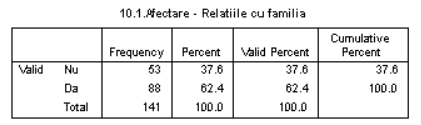 10.1.Afectare - Relatiile cu familia
Frequency Percent Valid Percent Cumulative Percent
Valid Nu 53 37.6 37.6 37.6
Da 88 62.4 62.4 100.0
Total 141 100.0 100.0